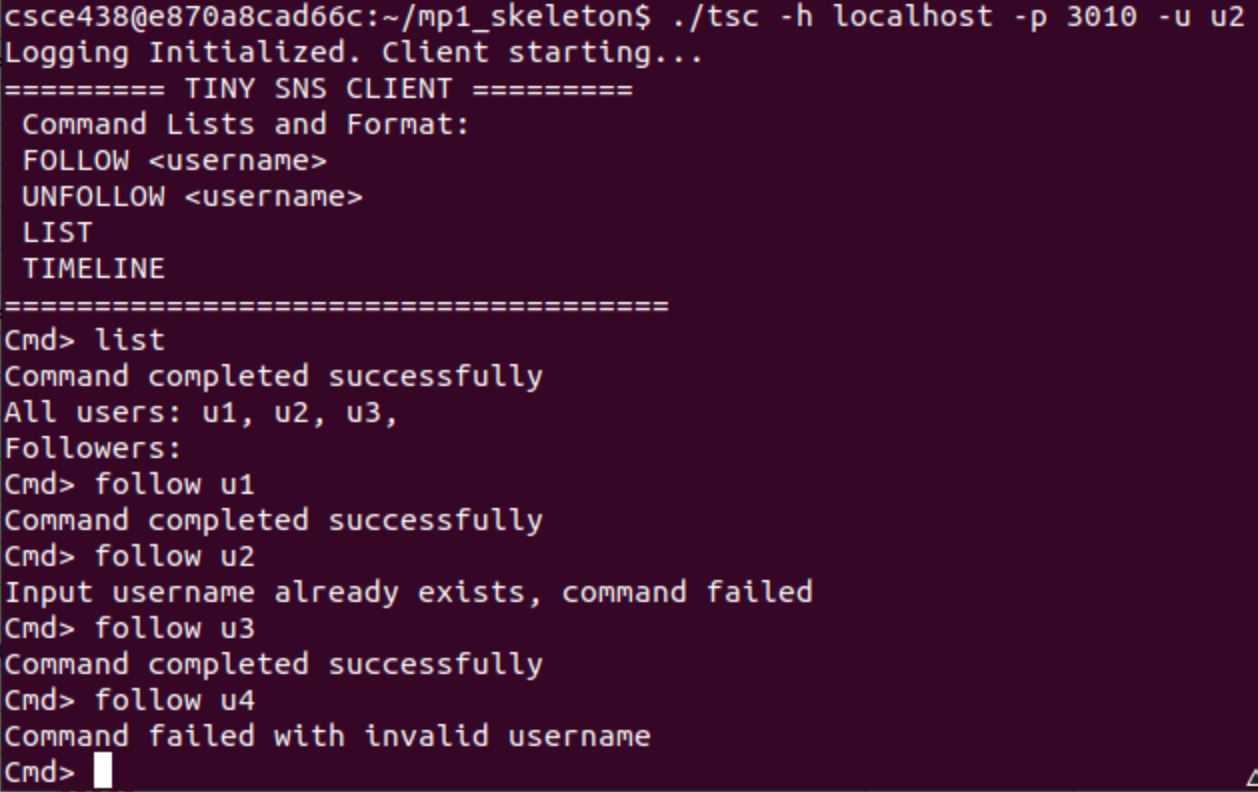 csce438@e870a8cad66c:~/mp1_skeleton$ ./tsc -h localhost -p 3010 -u u2
Logging Initialized. Client starting...
========= TINY SNS CLIENT =========
 Command Lists and Format:
 FOLLOW <username>
 UNFOLLOW <username>
 LIST
 TIMELINE
=====================================
Cmd> list
Command completed successfully
All users: u1, u2, u3,
Followers:
Cmd> follow u1
Command completed successfully
Cmd> follow u2
Input username already exists, command failed
Cmd> follow u3
Command completed successfully
Cmd> follow u4
Command failed with invalid username
Cmd>